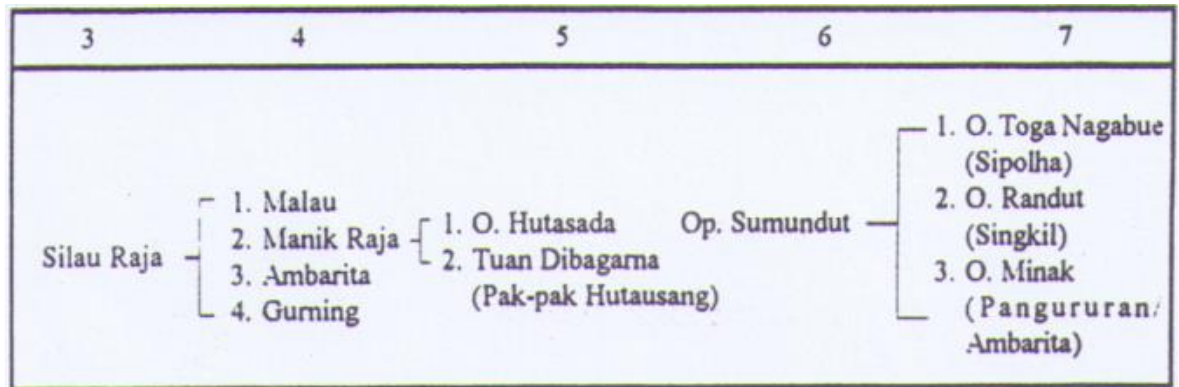 3 4 5 6 7
1. O. Toga Nagabue
(Sipolha)
1. Malau
2. O. Randut
2. Manik Raja
1. O. Hutasada
Op. Sumundut
(Singkil)
Silau Raja
3. Ambarita
2. Tuan Dibagarna
3. O. Minak
4. Gurning
(Pak-pak Hutausang)
(Pangururan/
Ambarita)